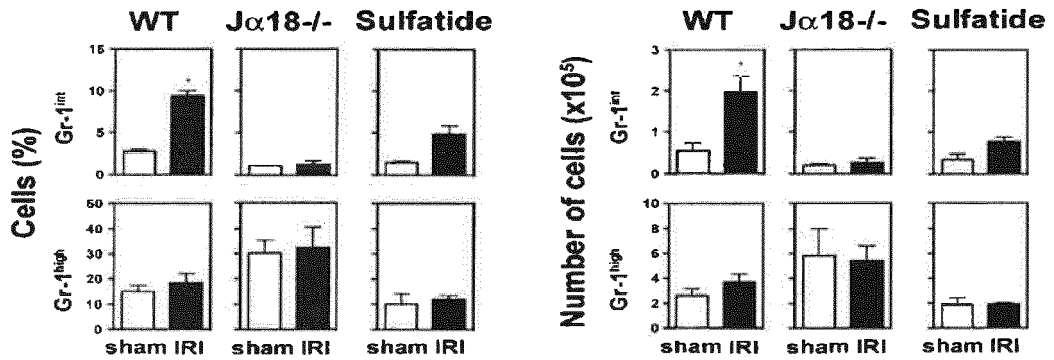 WT Jα18-/- Sulfatide
Cells (%)
Gr-1int
15
10
5
0
Gr-1high
50
40
30
20
10
0
sham IRI sham IRI sham IRI
WT Jα18-/- Sulfatide
Number of cells (x10⁵)
Gr-1int
3
2
1
0
Gr-1high
8
6
4
2
0
sham IRI sham IRI sham IRI
*
*